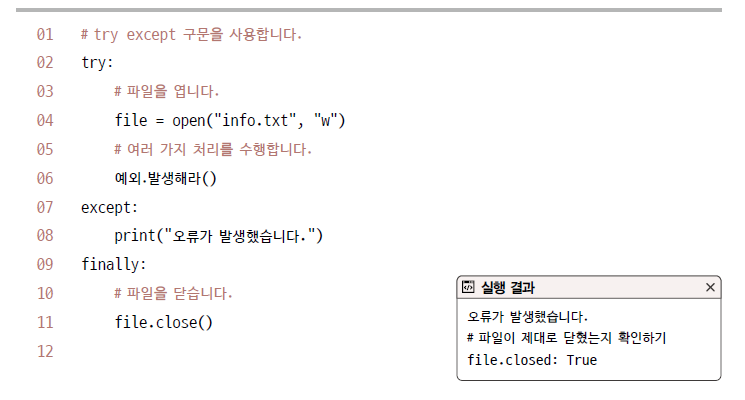 01 # try except 구문을 사용합니다.
02 try:
03 # 파일을 엽니다.
04 file = open("info.txt", "w")
05 # 여러 가지 처리를 수행합니다.
06 예외.발생해라()
07 except:
08 print("오류가 발생했습니다.")
09 finally:
10 # 파일을 닫습니다.
11 file.close()
12
실행 결과
오류가 발생했습니다.
# 파일이 제대로 닫혔는지 확인하기
file.closed: True